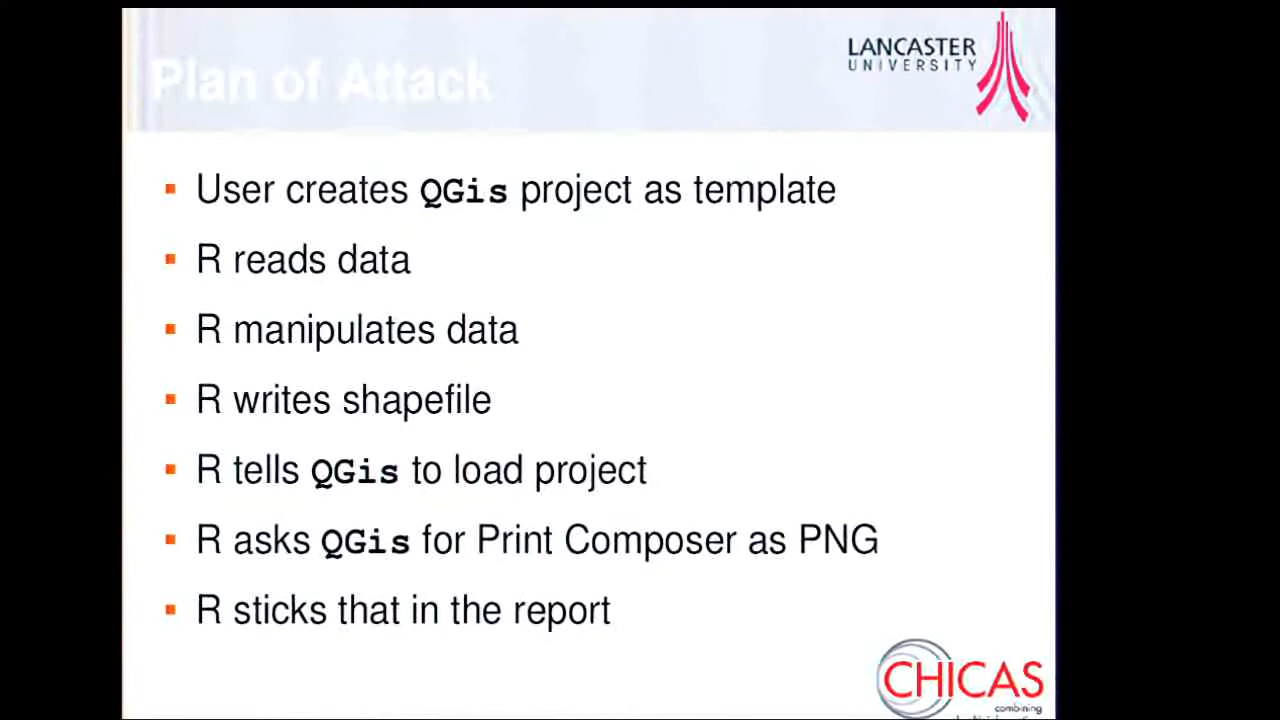 Plan of Attack
LANCASTER
UNIVERSITY
User creates QGis project as template
R reads data
R manipulates data
R writes shapefile
R tells QGis to load project
R asks QGis for Print Composer as PNG
R sticks that in the report
CHICAS
combining